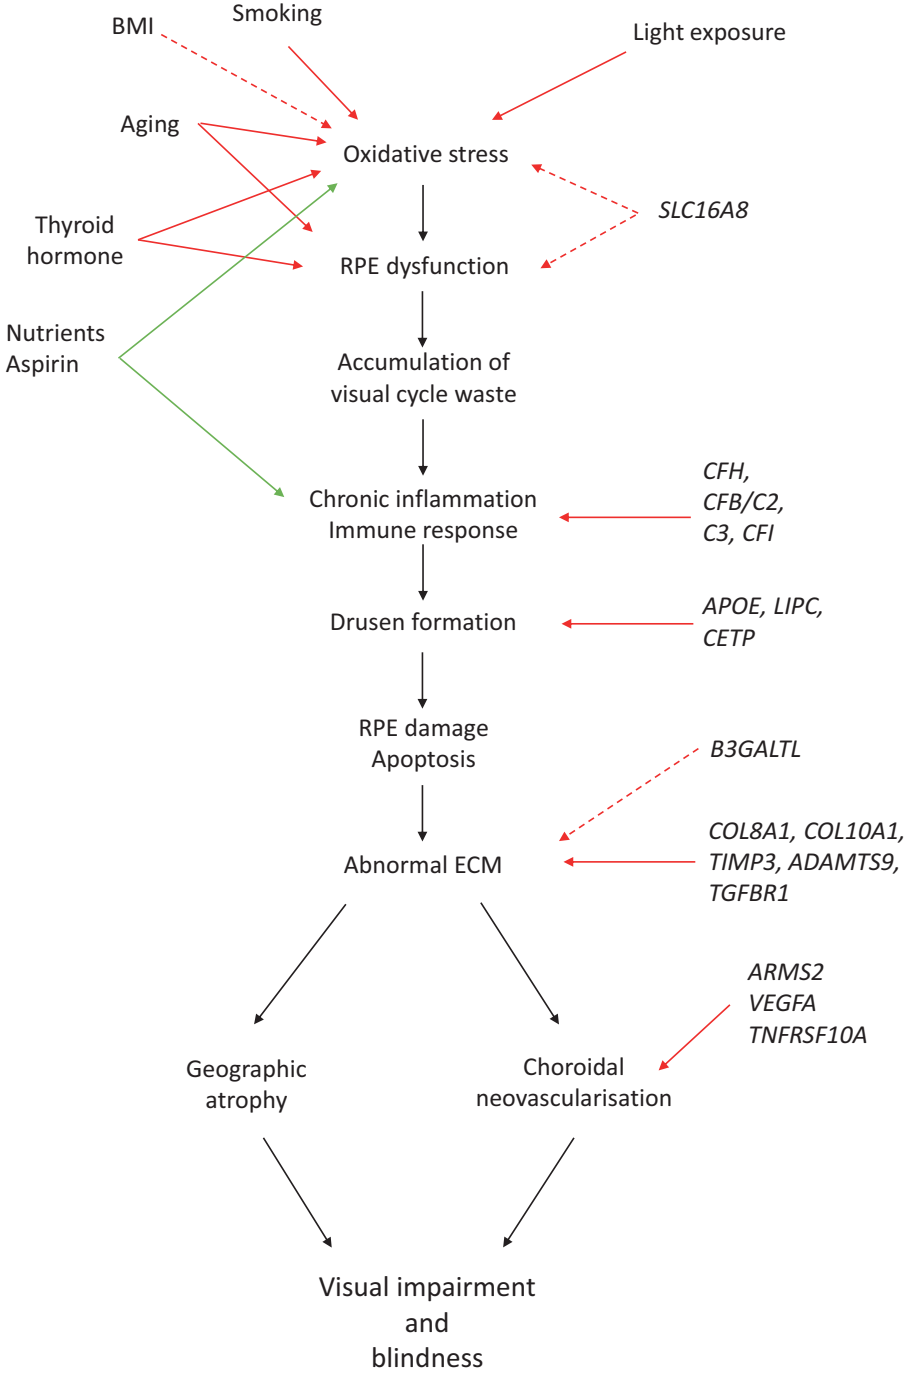 Smoking
BMI
Light exposure
Aging
Oxidative stress
SLC16A8
Thyroid
hormone
RPE dysfunction
Nutrients
Aspirin
Accumulation of
visual cycle waste
Chronic inflammation
Immune response
CFH,
CFB/C2,
C3, CFI
Drusen formation
APOE, LIPC,
CETP
RPE damage
Apoptosis
B3GALTL
Abnormal ECM
COL8A1, COL10A1,
TIMP3, ADAMTS9,
TGFBR1
ARMS2
VEGFA
TNFRSF10A
Geographic
atrophy
Choroidal
neovascularisation
Visual impairment
and
blindness